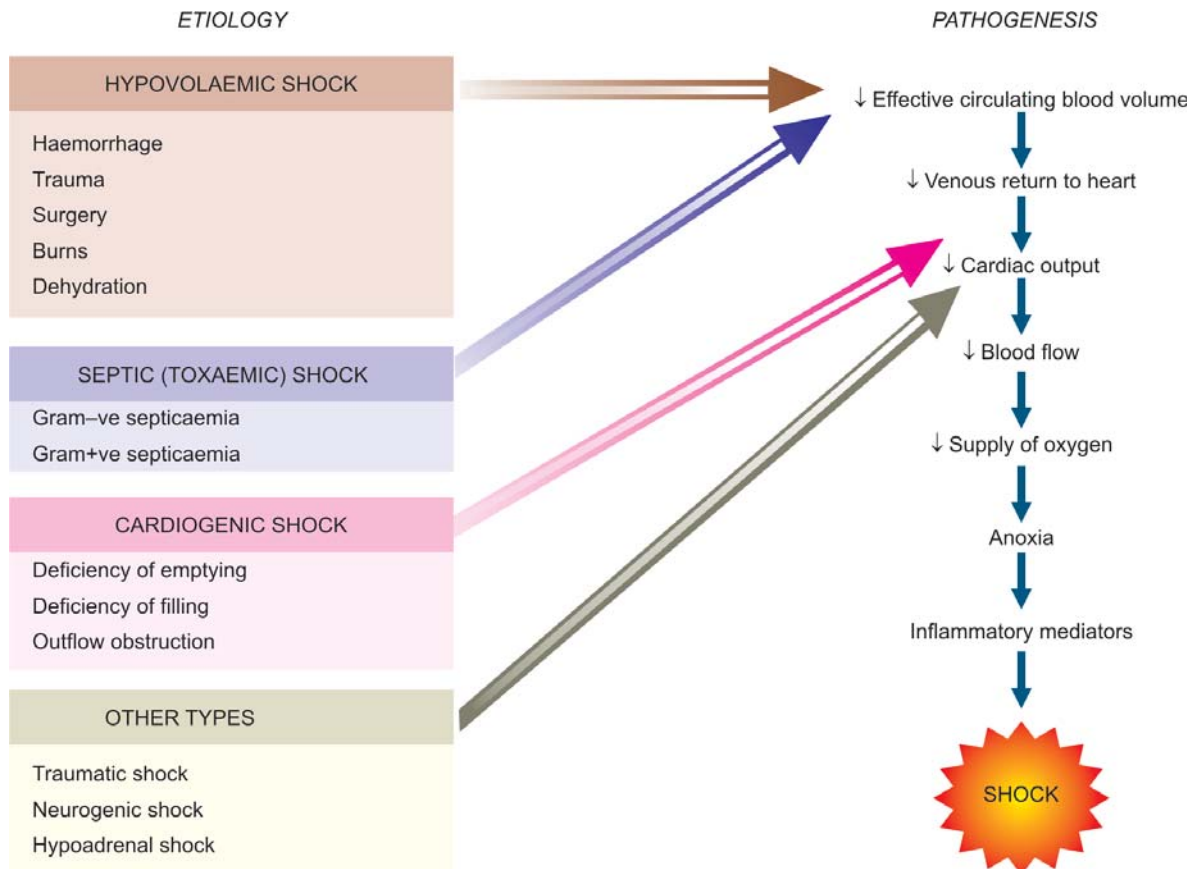 ETIOLOGY
PATHOGENESIS
HYPOVOLAEMIC SHOCK
Haemorrhage
Trauma
Surgery
Burns
Dehydration
SEPTIC (TOXAEMIC) SHOCK
Gram–ve septicaemia
Gram+ve septicaemia
CARDIOGENIC SHOCK
Deficiency of emptying
Deficiency of filling
Outflow obstruction
OTHER TYPES
Traumatic shock
Neurogenic shock
Hypoadrenal shock
↓ Effective circulating blood volume
↓ Venous return to heart
↓ Cardiac output
↓ Blood flow
↓ Supply of oxygen
Anoxia
Inflammatory mediators
SHOCK